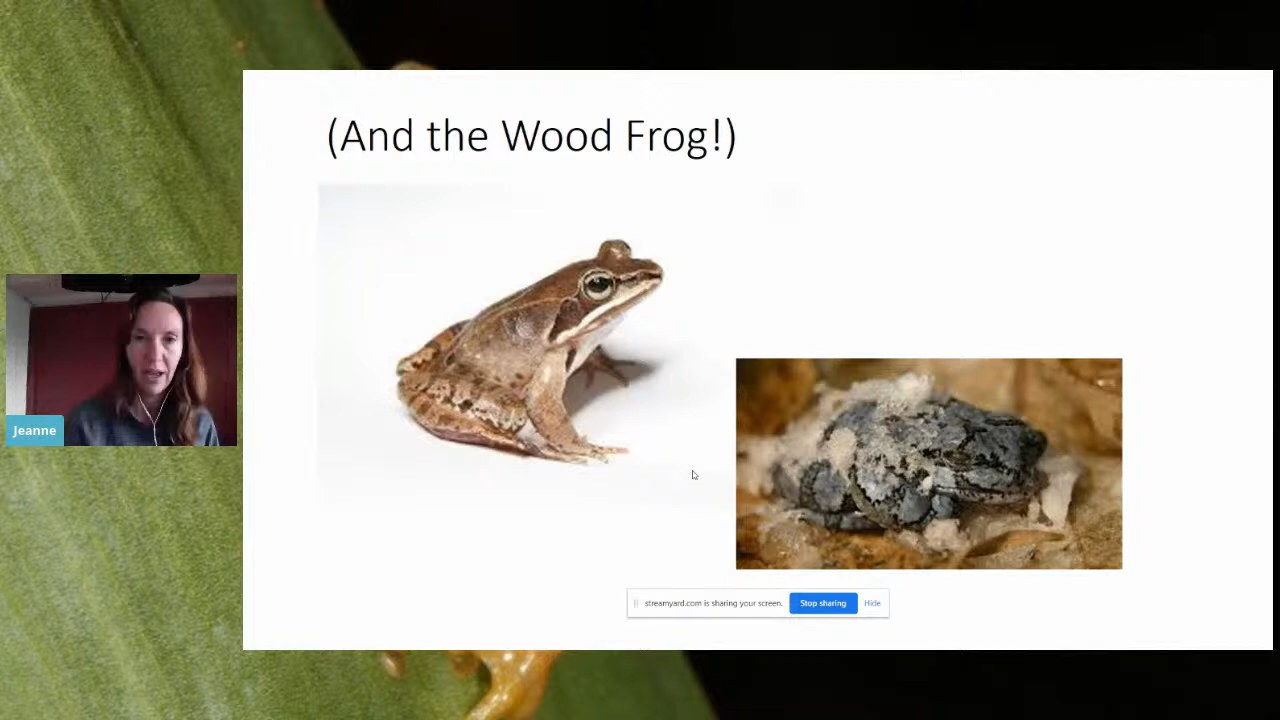 (And the Wood Frog!)
Jeanne
streamyard.com is sharing your screen.
Stop sharing
Hide